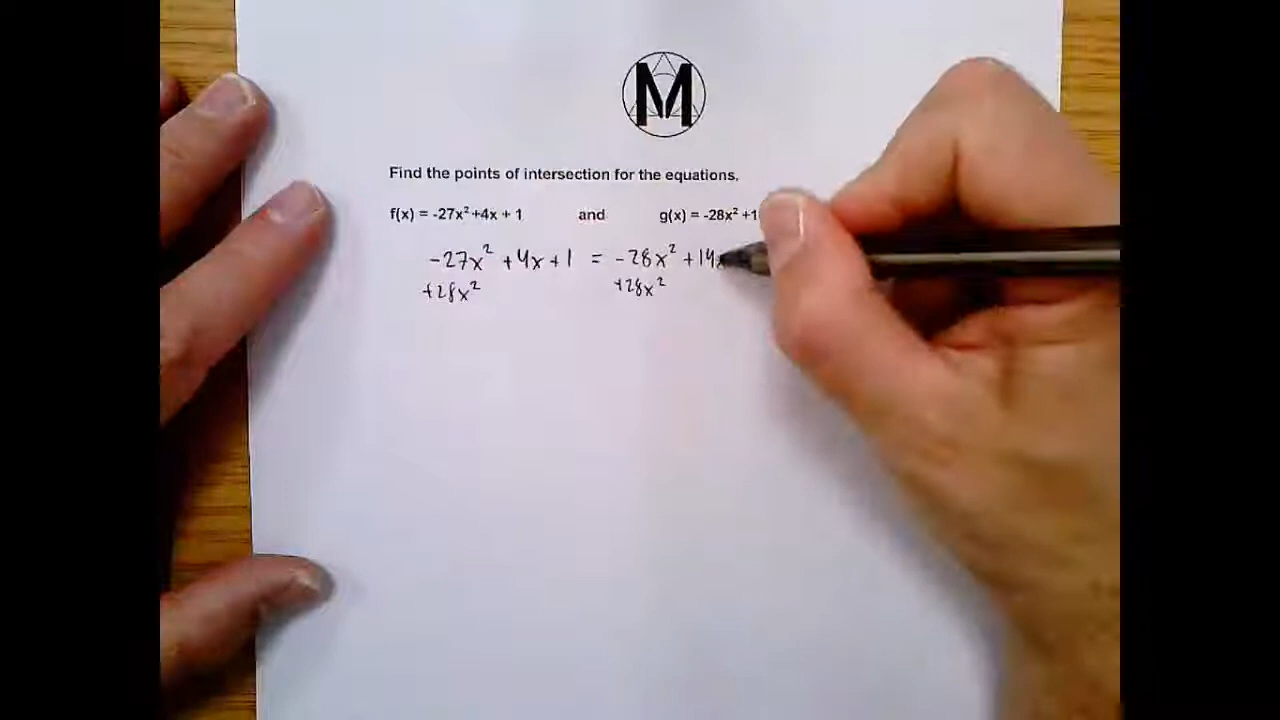 M
Find the points of intersection for the equations.
f(x) = -27x² +4x + 1 and g(x) = -28x² +1
-27x² +4x +1 = -28x² +14x
+28x² +28x²